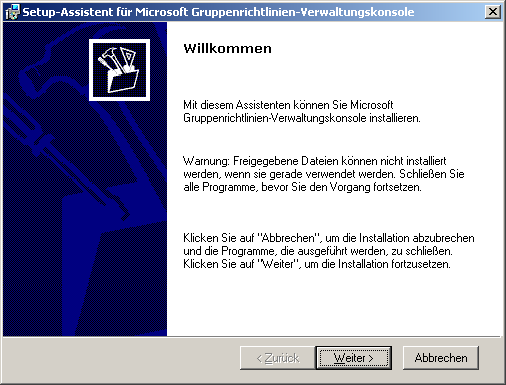 Setup-Assistent für Microsoft Gruppenrichtlinien-Verwaltungskonsole
Willkommen
Mit diesem Assistenten können Sie Microsoft
Gruppenrichtlinien-Verwaltungskonsole installieren.
Warnung: Freigegebene Dateien können nicht installiert
werden, wenn sie gerade verwendet werden. Schließen Sie
alle Programme, bevor Sie den Vorgang fortsetzen.
Klicken Sie auf "Abbrechen", um die Installation abzubrechen
und die Programme, die ausgeführt werden, zu schließen.
Klicken Sie auf "Weiter", um die Installation fortzusetzen.
< Zurück Weiter > Abbrechen